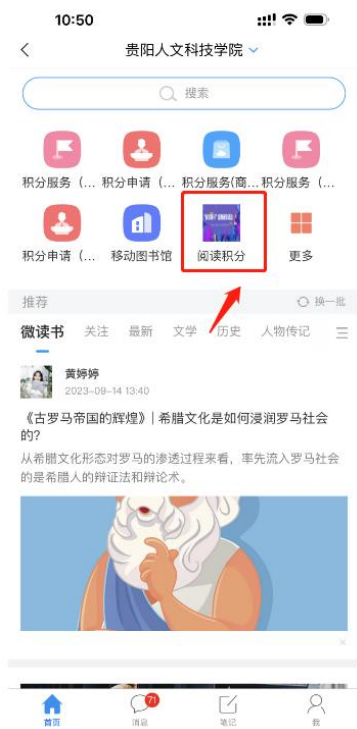 10:50
贵阳人文科技学院
搜索
积分服务（... 积分申请（... 积分服务(商... 积分服务（...
积分申请（... 移动图书馆 阅读积分 更多
推荐 换一批
微读书 关注 最新 文学 历史 人物传记
黄婷婷
2023-09-14 13:40
《古罗马帝国的辉煌》| 希腊文化是如何浸润罗马社会
的?
从希腊文化形态对罗马的渗透过程来看，率先流入罗马社会
的是希腊人的辩证法和辩论术。
71
首页 消息 笔记 我